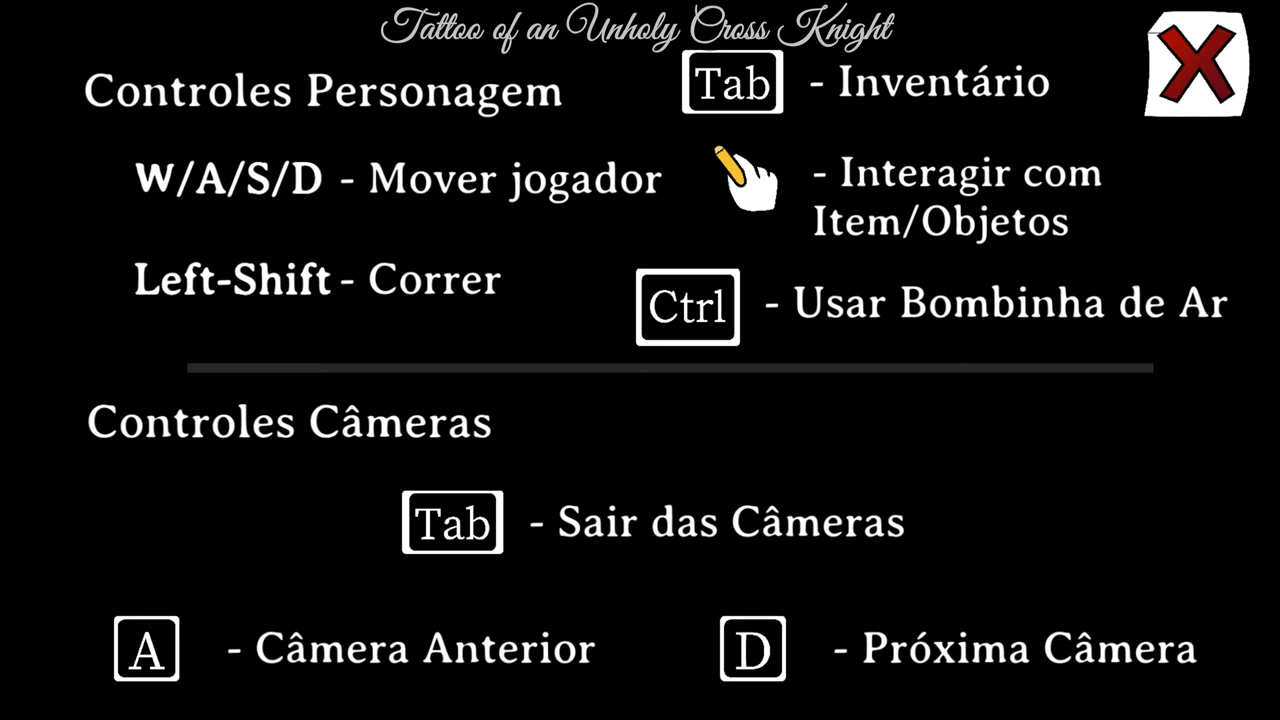 Tattoo of an Unholy Cross Knight
Controles Personagem
W/A/S/D - Mover jogador
Left-Shift - Correr
Tab - Inventário
- Interagir com
Item/Objetos
Ctrl - Usar Bombinha de Ar
Controles Câmeras
Tab - Sair das Câmeras
A - Câmera Anterior
D - Próxima Câmera